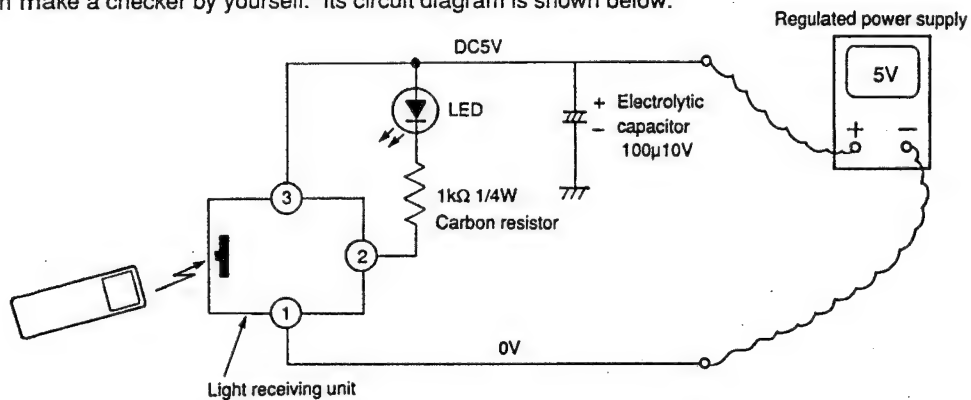 make a checker by yourself. Its circuit diagram is shown below.
Regulated power supply
DC5V
5V
LED
+ Electrolytic
– capacitor
100µ10V
+ –
3
1kΩ 1/4W
Carbon resistor
2
1
0V
Light receiving unit